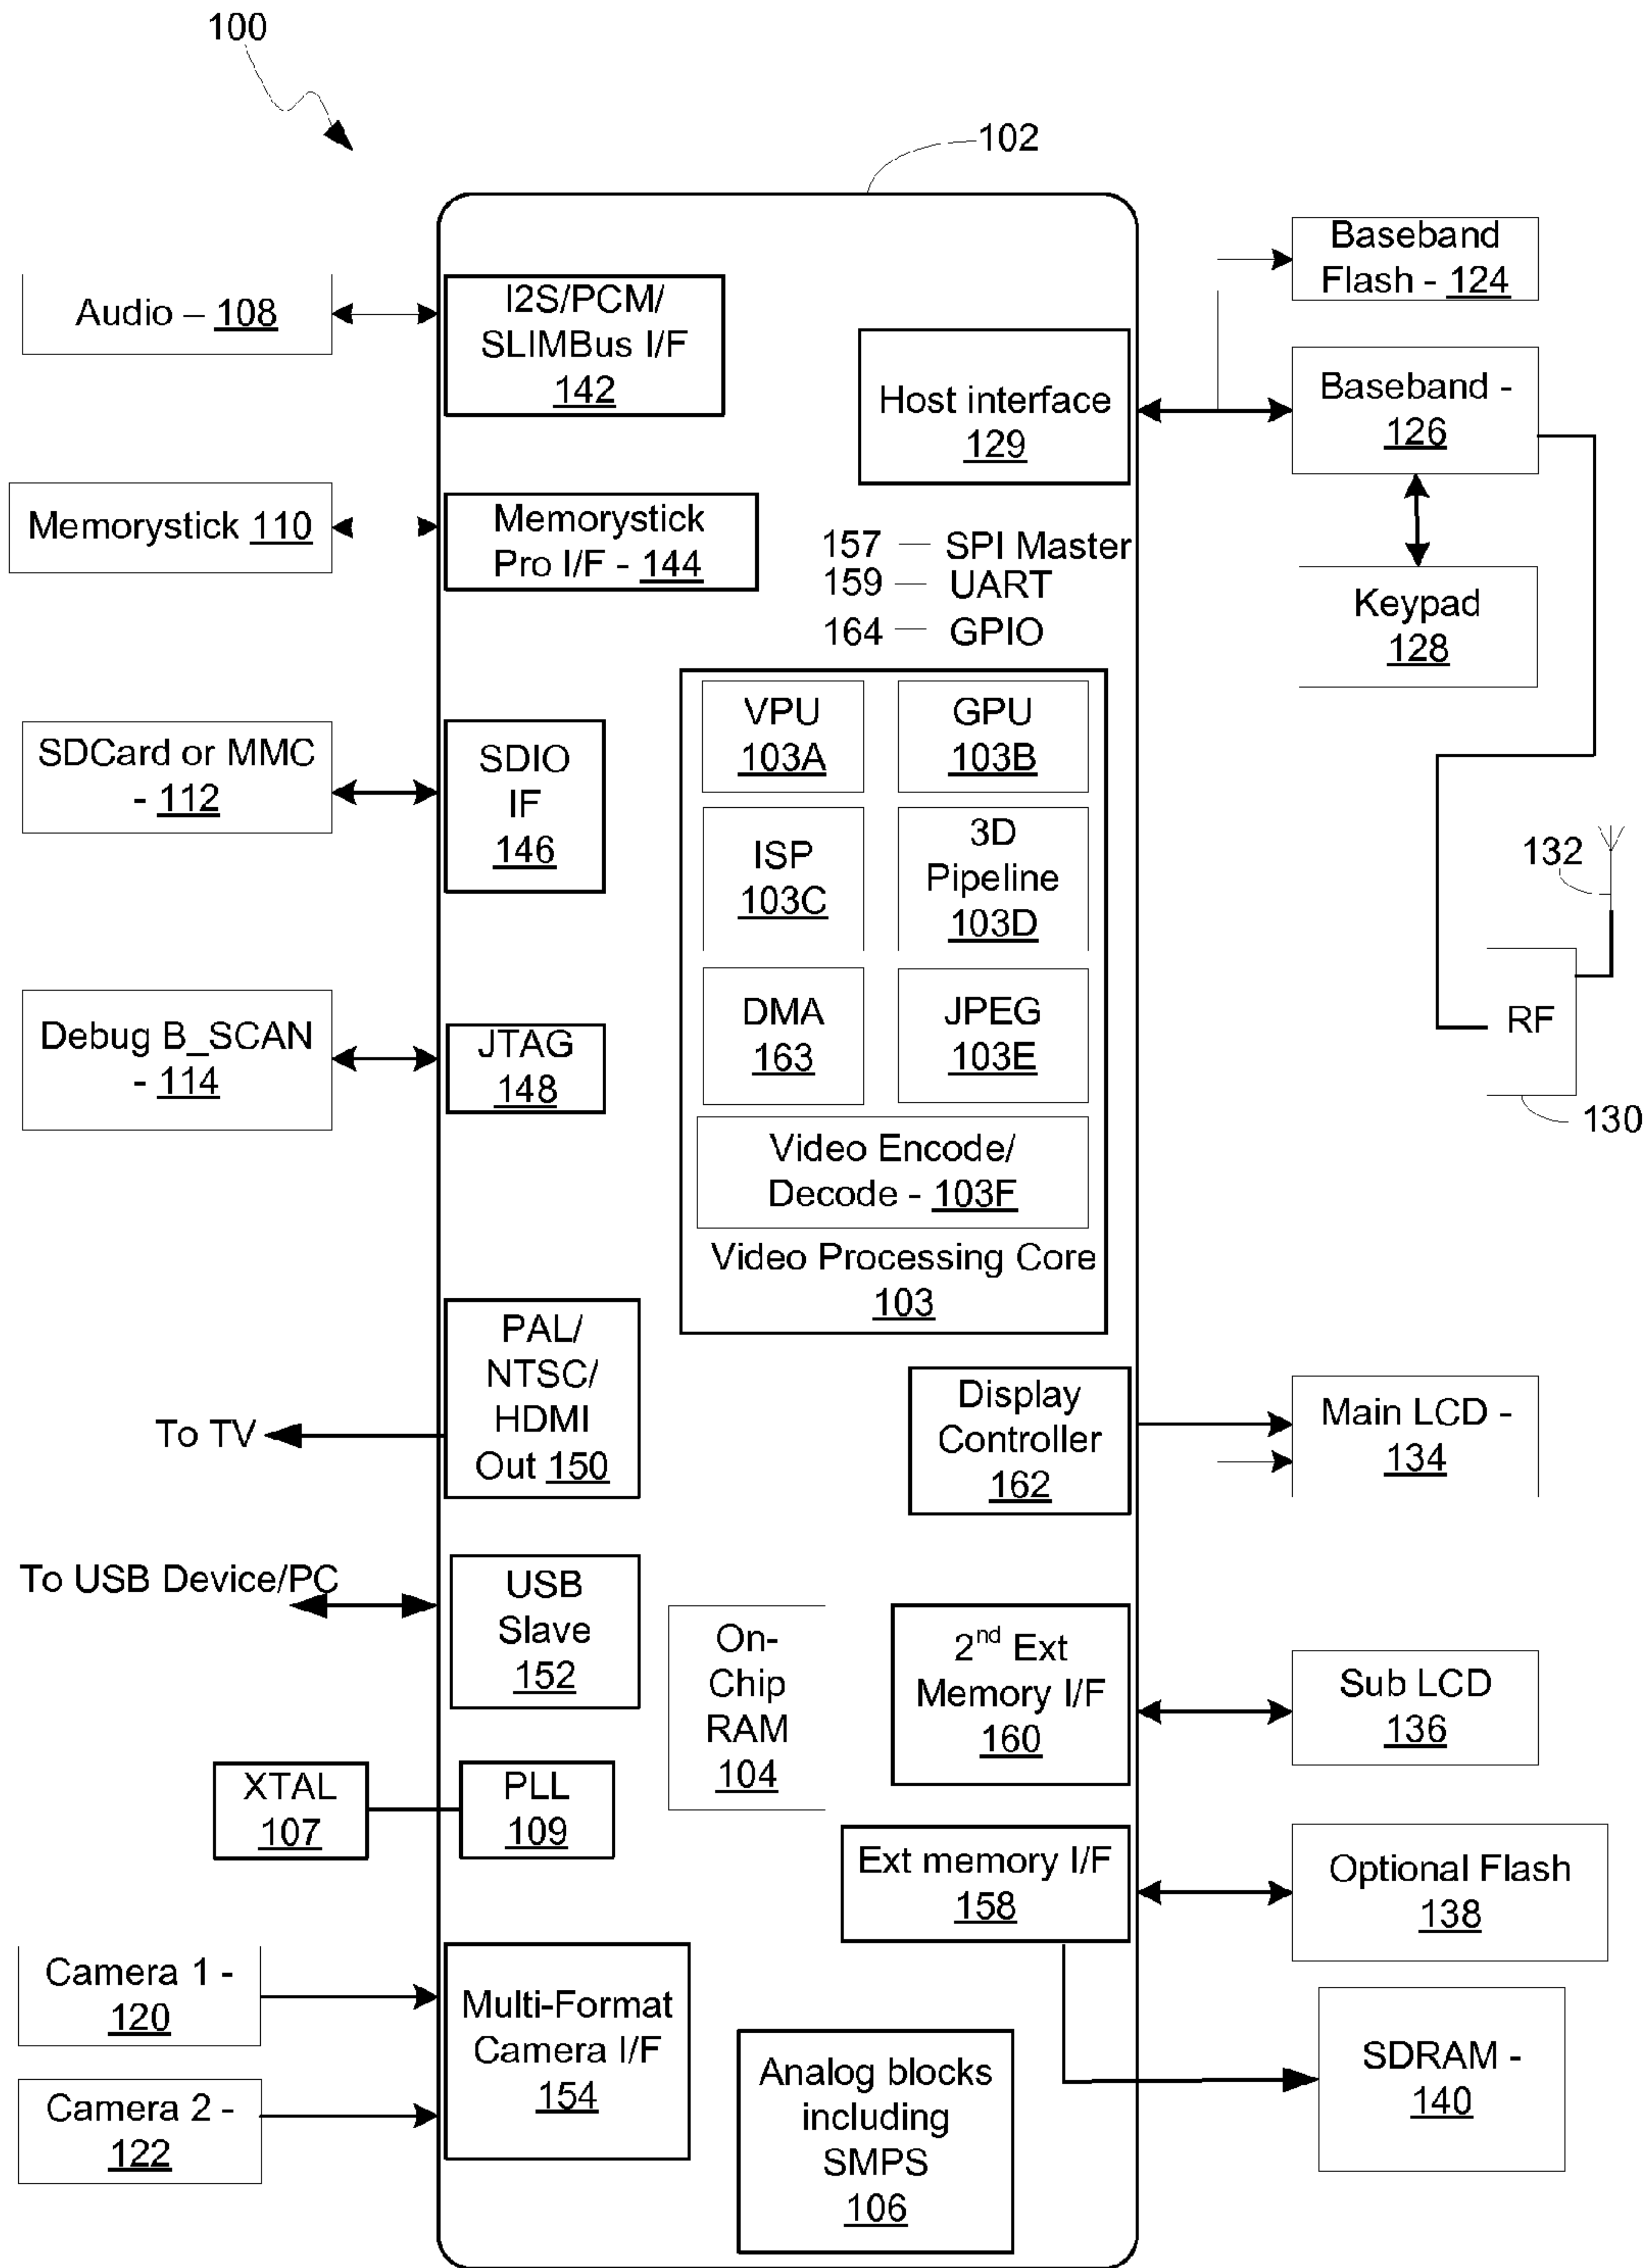 100
102
Audio – 108
I2S/PCM/
SLIMBus I/F
142
Baseband
Flash - 124
Host interface
129
Baseband -
126
Memorystick 110
Memorystick
Pro I/F - 144
157 — SPI Master
159 — UART
164 — GPIO
Keypad
128
SDCard or MMC
- 112
SDIO
IF
146
VPU
103A
GPU
103B
ISP
103C
3D
Pipeline
103D
132
Debug B_SCAN
- 114
JTAG
148
DMA
163
JPEG
103E
RF
130
Video Encode/
Decode - 103F
Video Processing Core
103
To TV
PAL/
NTSC/
HDMI
Out 150
Display
Controller
162
Main LCD -
134
To USB Device/PC
USB
Slave
152
On-
Chip
RAM
104
2nd Ext
Memory I/F
160
Sub LCD
136
XTAL
107
PLL
109
Ext memory I/F
158
Optional Flash
138
Camera 1 -
120
Multi-Format
Camera I/F
154
Camera 2 -
122
Analog blocks
including
SMPS
106
SDRAM -
140